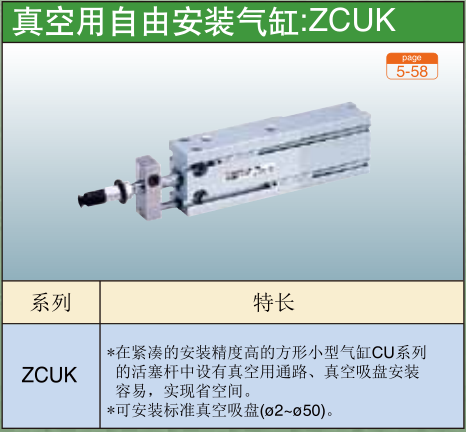 真空用自由安装气缸:ZCUK
page
5-58
系列
特长
ZCUK
*在紧凑的安装精度高的方形小型气缸CU系列
的活塞杆中设有真空用通路、真空吸盘安装
容易，实现省空间。
*可安装标准真空吸盘(ø2~ø50)。